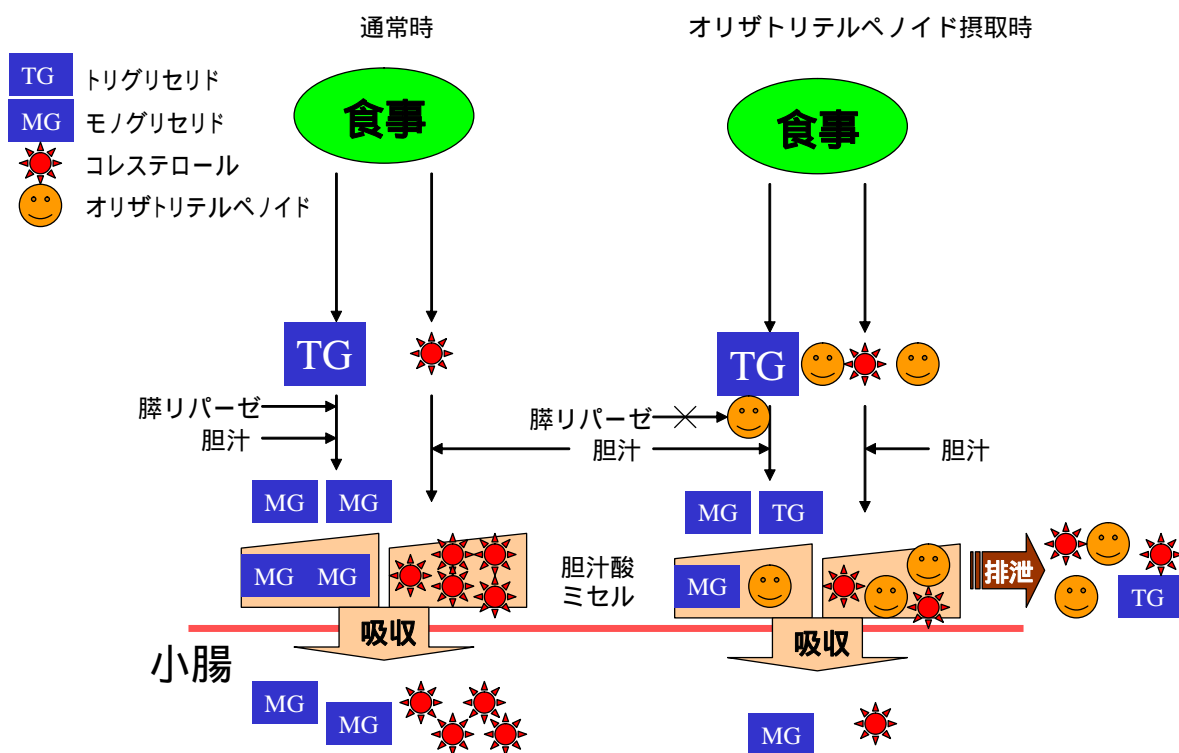 通常時
オリザトリテルペノイド摂取時
TG トリグリセリド
MG モノグリセリド
コレステロール
オリザトリテルペノイド
食事
食事
TG
TG
膵リパーゼ
胆汁
膵リパーゼ
胆汁
胆汁
MG MG
MG TG
MG MG
胆汁酸
ミセル
MG
排泄
TG
吸収
吸収
小腸
MG
MG
MG